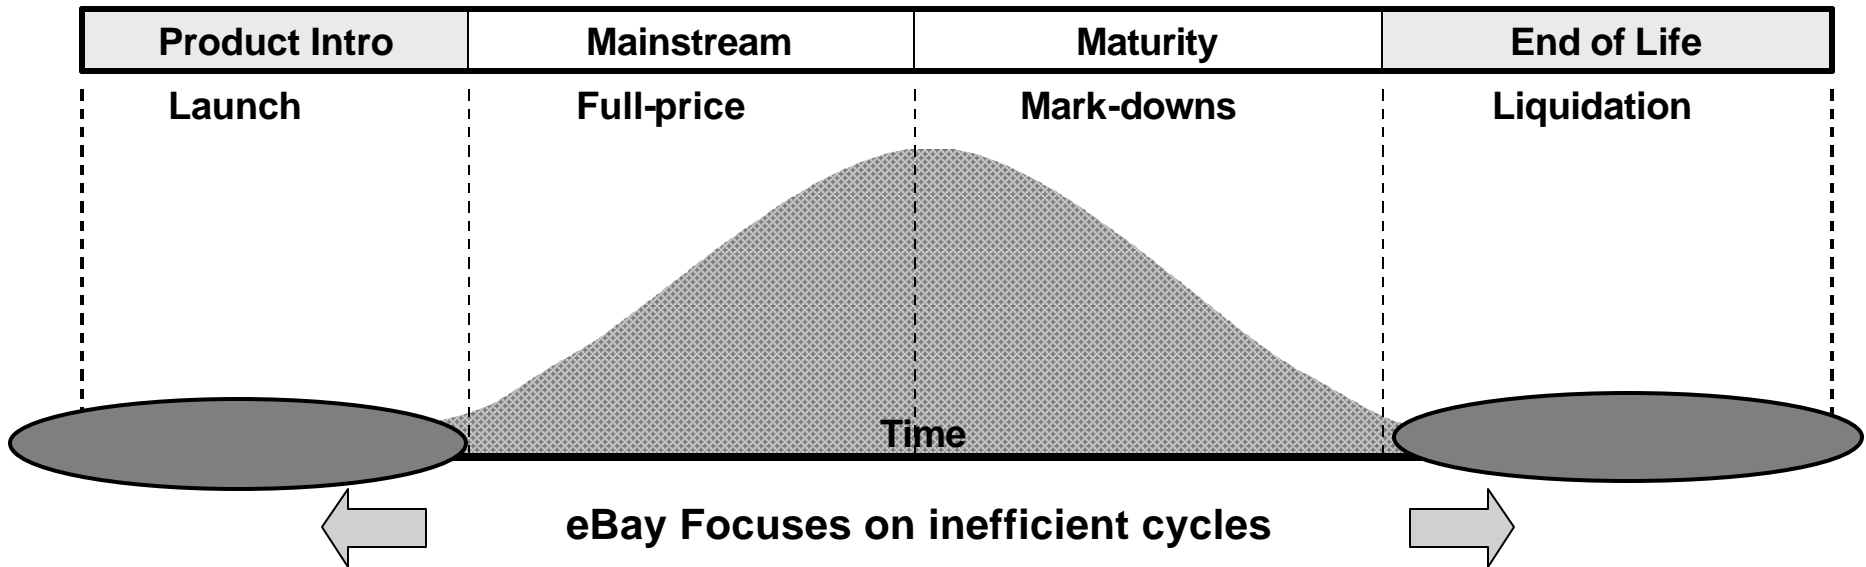 Product Intro Mainstream Maturity End of Life
Launch Full-price Mark-downs Liquidation
Time
eBay Focuses on inefficient cycles